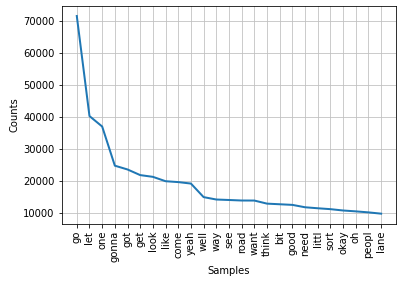 70000
60000
50000
40000
30000
20000
10000
Counts
go
let
one
gonna
got
get
look
like
come
yeah
well
way
see
road
want
think
bit
good
need
littl
sort
okay
oh
peopl
lane
Samples